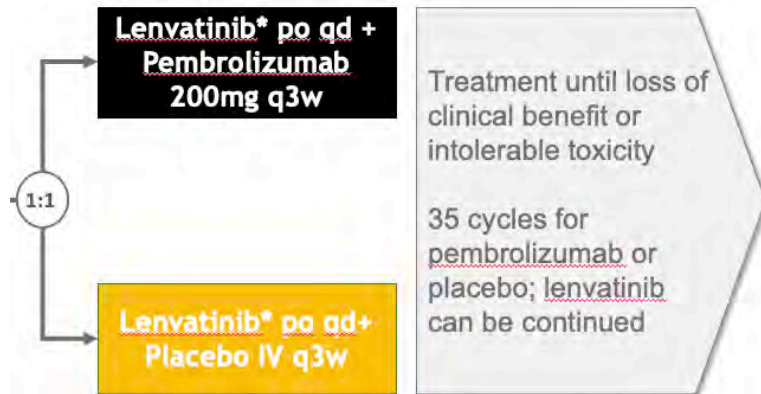 Lenvatinib* po qd +
Pembrolizumab
200mg q3w
1:1
Lenvatinib* po qd+
Placebo IV q3w
Treatment until loss of
clinical benefit or
intolerable toxicity
35 cycles for
pembrolizumab or
placebo; lenvatinib
can be continued